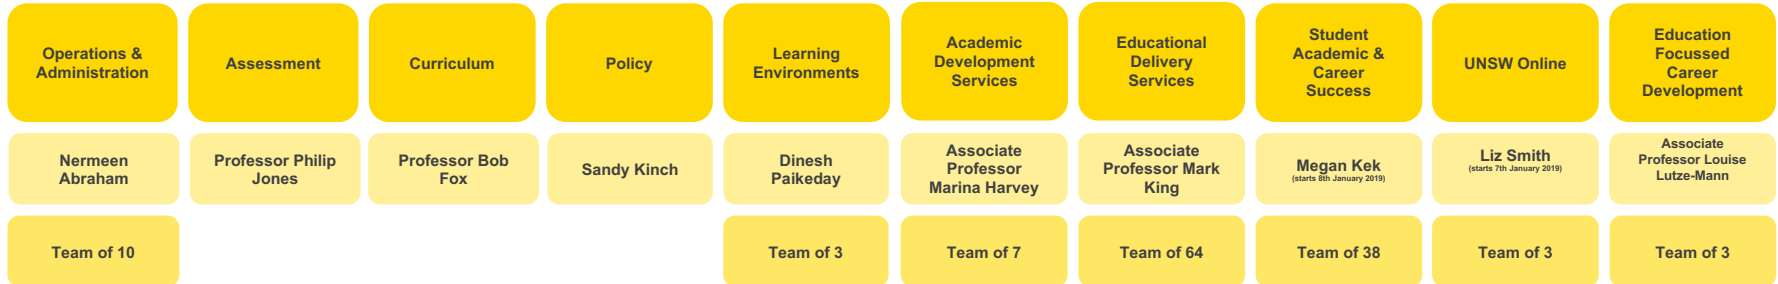 Operations &
Administration
Assessment
Curriculum
Policy
Learning
Environments
Academic
Development
Services
Educational
Delivery
Services
Student
Academic &
Career
Success
UNSW Online
Education
Focussed
Career
Development
Nermeen
Abraham
Professor Philip
Jones
Professor Bob
Fox
Sandy Kinch
Dinesh
Paikeday
Associate
Professor
Marina Harvey
Associate
Professor Mark
King
Megan Kek
(starts 8th January 2019)
Liz Smith
(starts 7th January 2019)
Associate
Professor Louise
Lutze-Mann
Team of 10
Team of 3
Team of 7
Team of 64
Team of 38
Team of 3
Team of 3